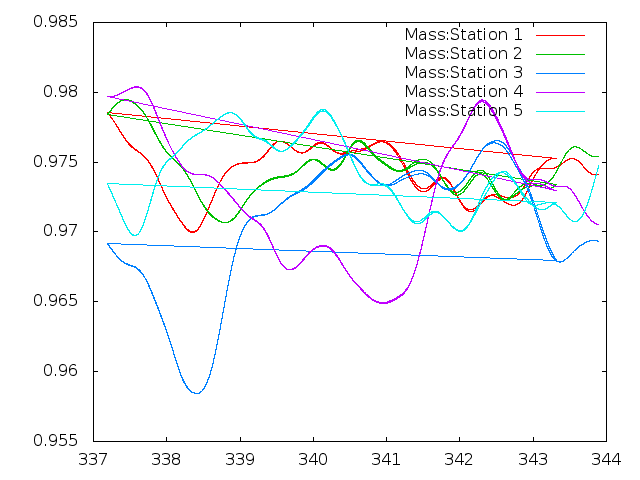 0.985
0.98
0.975
0.97
0.965
0.96
0.955
337 338 339 340 341 342 343 344
Mass:Station 1
Mass:Station 2
Mass:Station 3
Mass:Station 4
Mass:Station 5